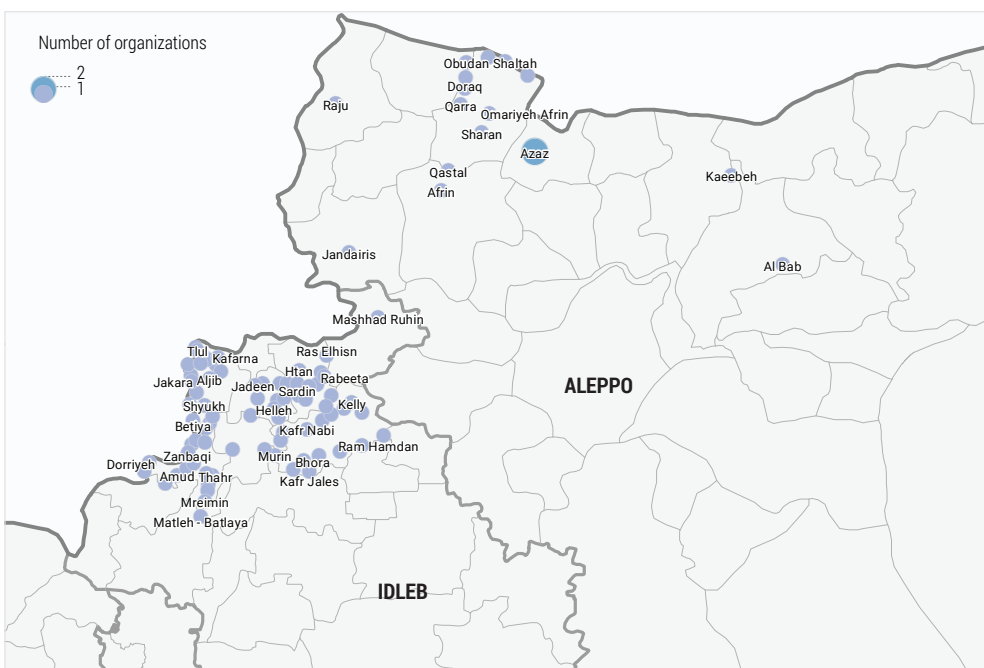 Number of organizations
2
1
Obudan Shaltah
Doraq
Raju
Qarra
Omariyeh Afrin
Sharan
Azaz
Qastal
Kaeebeh
Afrin
Jandairis
Al Bab
Mashhad Ruhin
Tlul
Kafarna
Ras Elhisn
Htan
Jakara Aljib
Jadeen
Rabeeta
Sardin
ALEPPO
Shyukh
Helleh
Kelly
Betiya
Kafr Nabi
Ram Hamdan
Zanbaqi
Murin
Dorriyeh
Bhora
Amud Thahr
Kafr Jales
Mreimin
Matleh - Batlaya
IDLEB